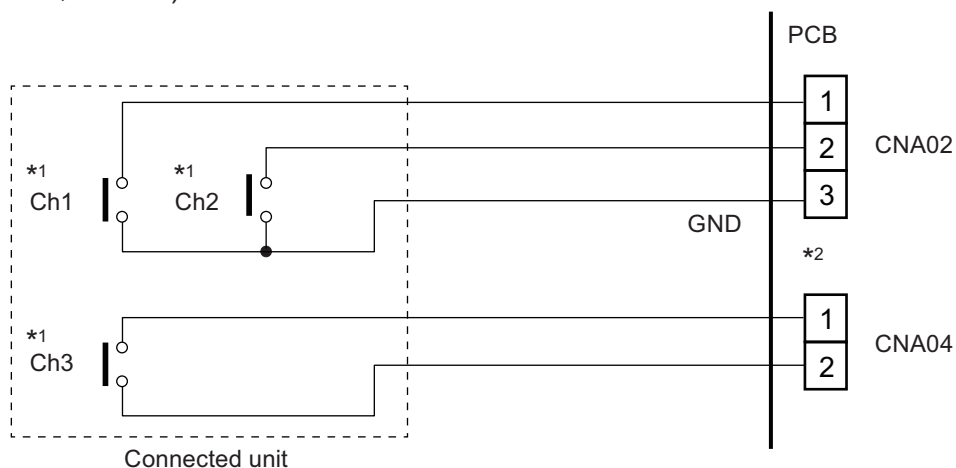 PCB
1
2
CNA02
3
*1
Ch1
*1
Ch2
GND
*2
*1
Ch3
1
CNA04
2
Connected unit